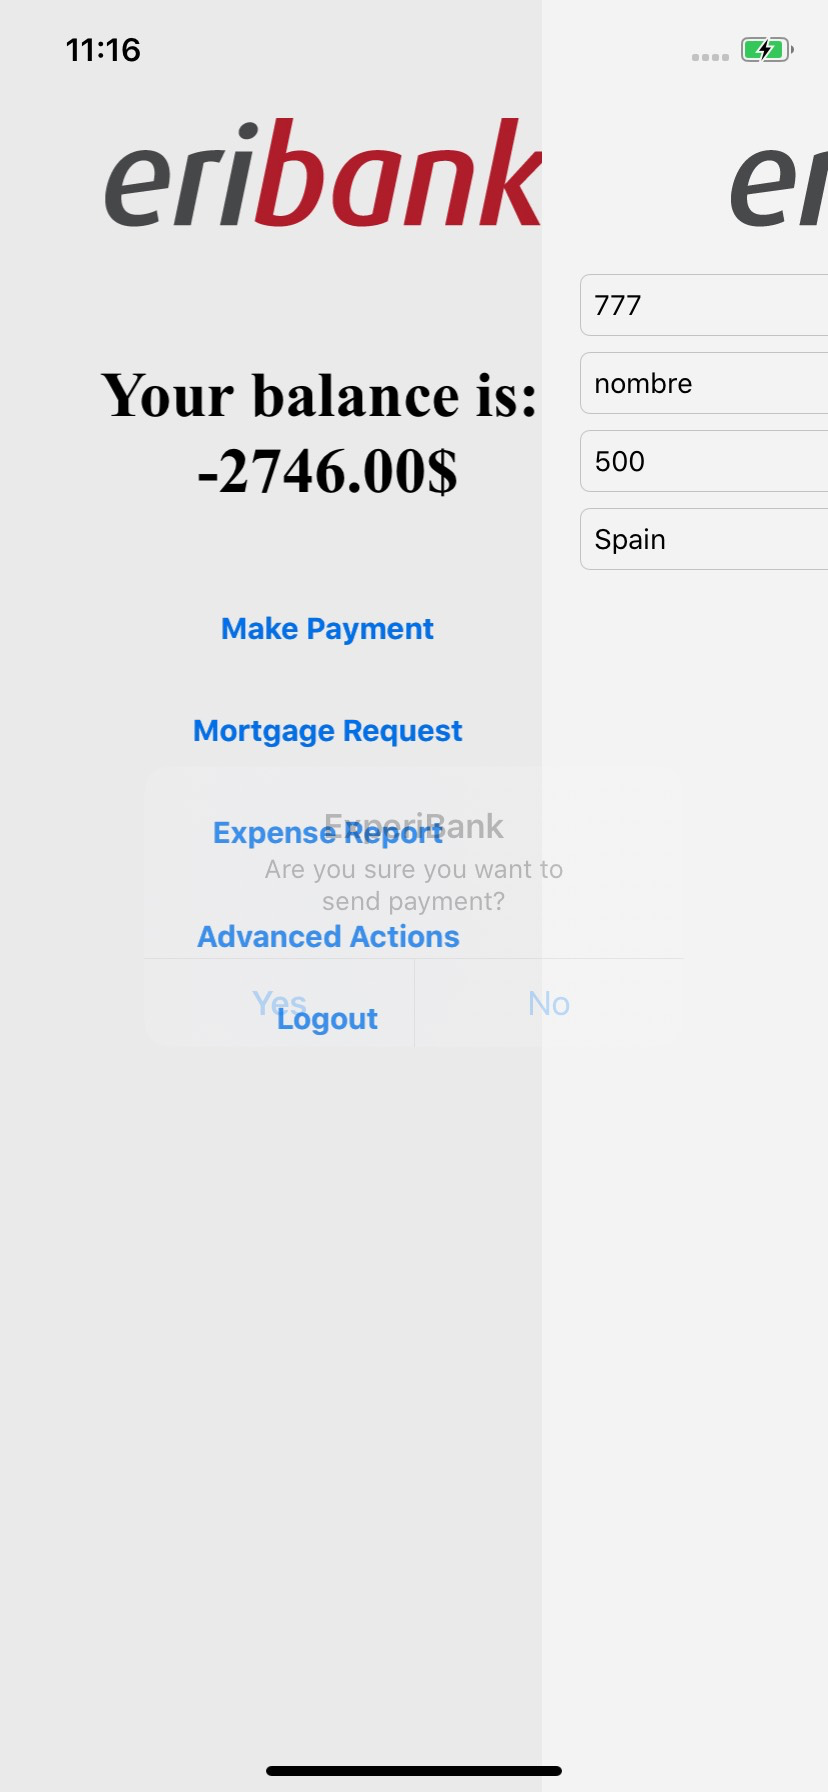 11:16
eribank
er
777
nombre
500
Spain
Your balance is:
-2746.00$
Make Payment
Mortgage Request
Expense Report
ExperiBank
Are you sure you want to
send payment?
Advanced Actions
Yes
No
Logout